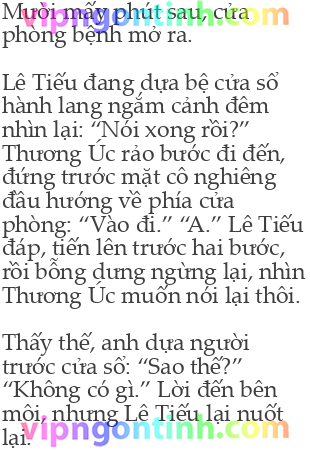 Mười mấy phút sau, cửa
vipngontinh.com
phòng bệnh mở ra.
Lê Tiếu đang dựa bệ cửa sổ
hành lang ngắm cảnh đêm
nhìn lại: “Nói xong rồi?”
Thương Úc rảo bước đi đến,
đứng trước mặt cô nghiêng
đầu hướng về phía cửa
phòng: “Vào đi.” “A.” Lê Tiếu
đáp, tiến lên trước hai bước,
rồi bỗng dưng ngừng lại, nhìn
Thương Úc muốn nói lại thôi.
Thấy thế, anh dựa người
trước cửa sổ: “Sao thế?”
“Không có gì.” Lời đến bên
môi, nhưng Lê Tiếu lại nuốt
vipngontinh.com
lại.